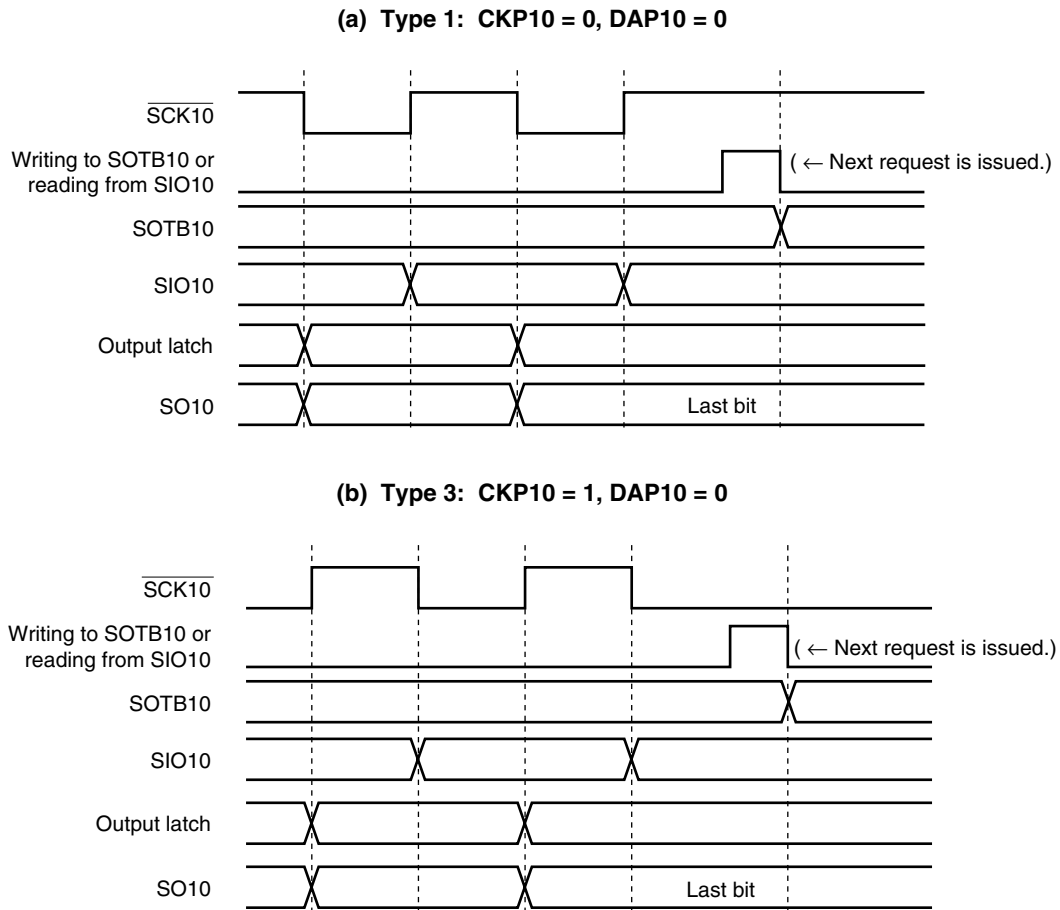 (a) Type 1: CKP10 = 0, DAP10 = 0
SCK10
Writing to SOTB10 or
reading from SIO10
( ← Next request is issued.)
SOTB10
SIO10
Output latch
SO10
Last bit
(b) Type 3: CKP10 = 1, DAP10 = 0
SCK10
Writing to SOTB10 or
reading from SIO10
( ← Next request is issued.)
SOTB10
SIO10
Output latch
SO10
Last bit